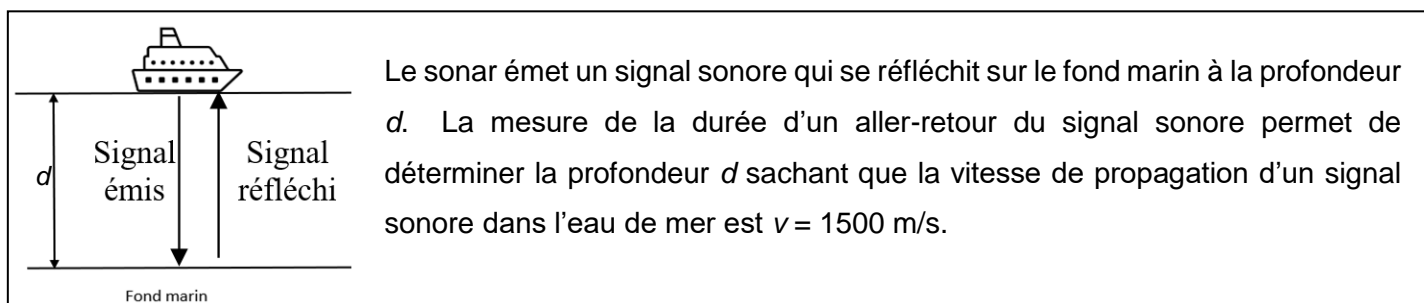 Le sonar émet un signal sonore qui se réfléchit sur le fond marin à la profondeur
d. La mesure de la durée d’un aller-retour du signal sonore permet de
déterminer la profondeur d sachant que la vitesse de propagation d’un signal
sonore dans l’eau de mer est v = 1500 m/s.
d
Signal
émis
Signal
réfléchi
Fond marin